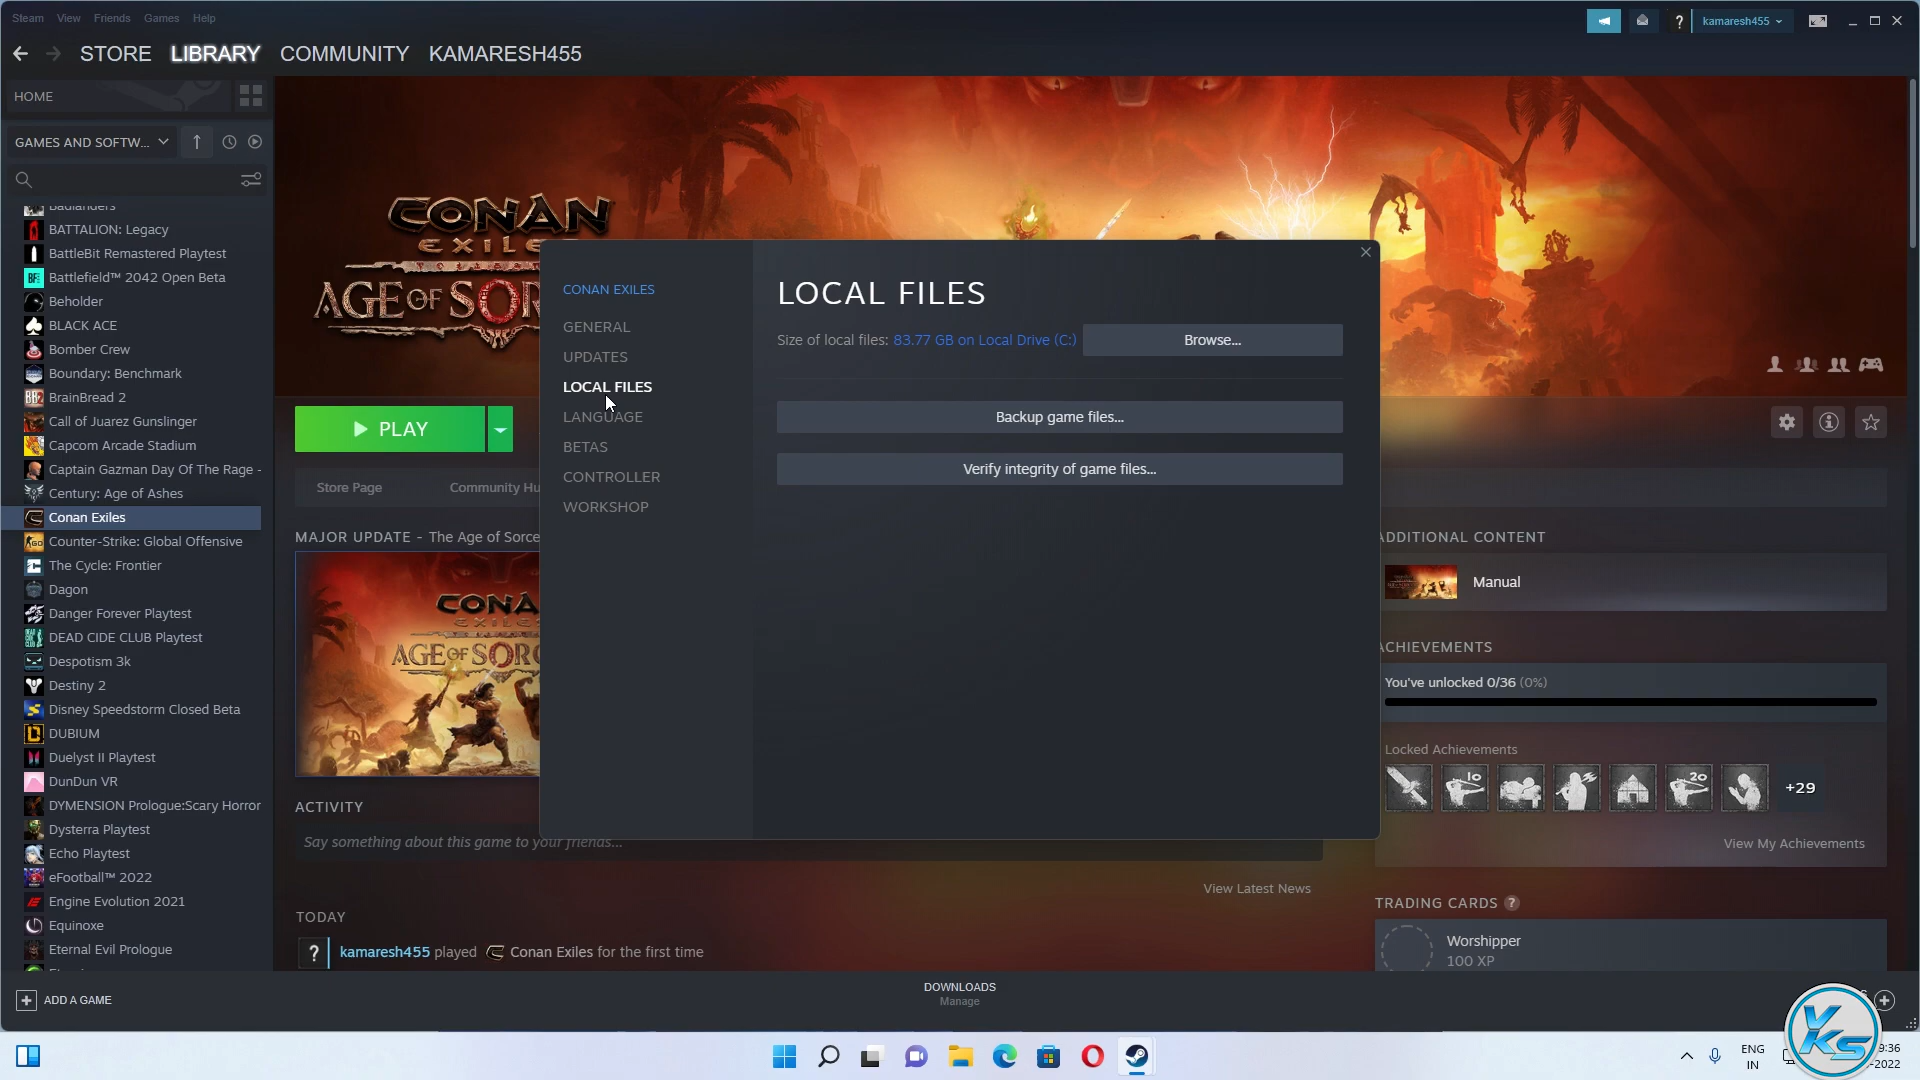 Steam View Friends Games Help
kamaresh455
STORE LIBRARY COMMUNITY KAMARESH455
HOME
GAMES AND SOFTW...
Badlanders
BATTALION: Legacy
BattleBit Remastered Playtest
Battlefield™ 2042 Open Beta
Beholder
BLACK ACE
Bomber Crew
Boundary: Benchmark
BrainBread 2
Call of Juarez Gunslinger
Capcom Arcade Stadium
Captain Gazman Day Of The Rage -
Century: Age of Ashes
Conan Exiles
Counter-Strike: Global Offensive
The Cycle: Frontier
Dagon
Danger Forever Playtest
DEAD CIDE CLUB Playtest
Despotism 3k
Destiny 2
Disney Speedstorm Closed Beta
DUBIUM
Duelyst II Playtest
DunDun VR
DYMENSION Prologue:Scary Horror
Dysterra Playtest
Echo Playtest
eFootball™ 2022
Engine Evolution 2021
Equinoxe
Eternal Evil Prologue
ADD A GAME
CONAN
EXILE
AGE OF SOR
PLAY
Store Page Community Hu
MAJOR UPDATE - The Age of Sorce
CONA
EXILES
AGE OF SORC
ACTIVITY
Say something about this game to your friends...
View Latest News
TODAY
kamaresh455 played Conan Exiles for the first time
CONAN EXILES
GENERAL
UPDATES
LOCAL FILES
LANGUAGE
BETAS
CONTROLLER
WORKSHOP
LOCAL FILES
Size of local files: 83.77 GB on Local Drive (C:)
Browse...
Backup game files...
Verify integrity of game files...
ADDITIONAL CONTENT
Manual
ACHIEVEMENTS
You've unlocked 0/36 (0%)
Locked Achievements
10
20
+29
View My Achievements
TRADING CARDS ?
Worshipper
100 XP
DOWNLOADS
Manage
ENG
IN
9:36
-2022
YKS